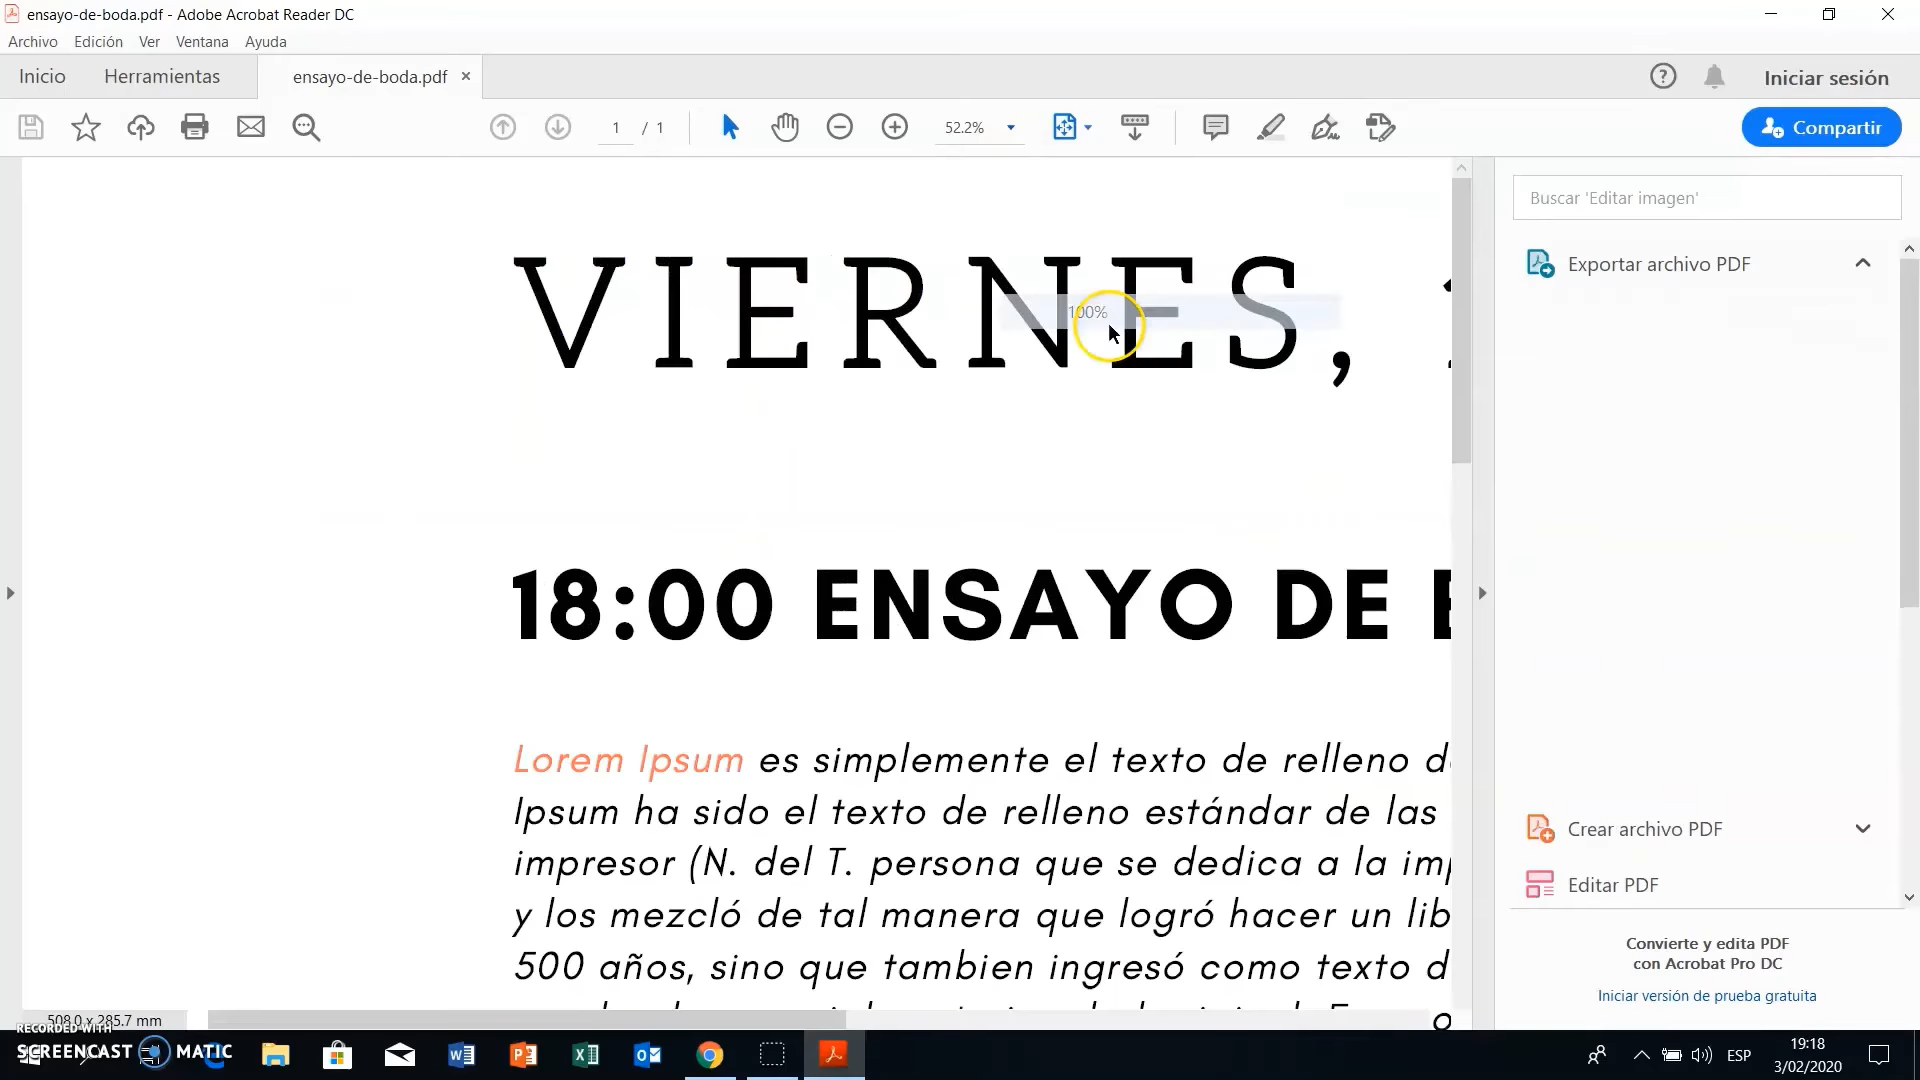 ensayo-de-boda.pdf - Adobe Acrobat Reader DC
Archivo Edición Ver Ventana Ayuda
Inicio Herramientas ensayo-de-boda.pdf × Iniciar sesión
1 / 1 52.2% Compartir
Buscar 'Editar imagen'
VIERNES,
100%
Exportar archivo PDF
18:00 ENSAYO DE
Lorem Ipsum es simplemente el texto de relleno
Ipsum ha sido el texto de relleno estándar de las
impresor (N. del T. persona que se dedica a la
y los mezcló de tal manera que logró hacer un
500 años, sino que tambien ingresó como texto
Crear archivo PDF
Editar PDF
Convierte y edita PDF
con Acrobat Pro DC
Iniciar versión de prueba gratuita
508.0 x 285.7 mm
RECORDED WITH
SCREENCAST MATIC
ESP
19:18
3/02/2020